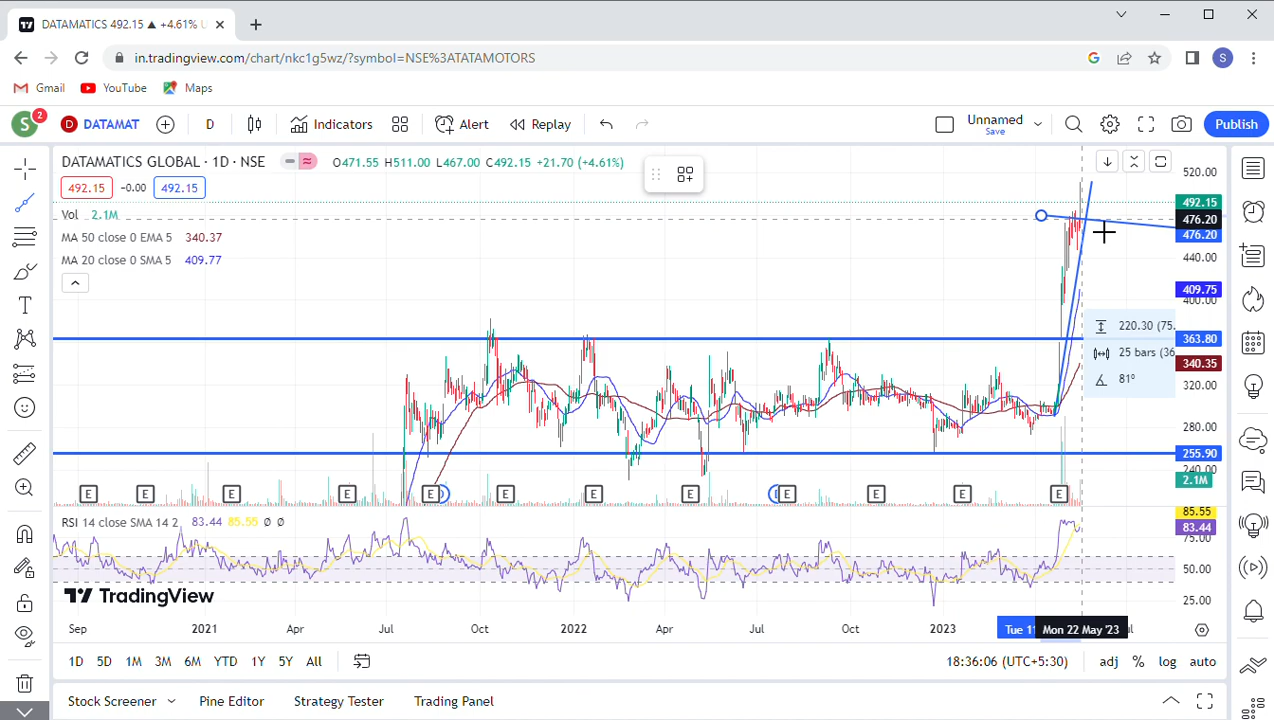 DATAMATICS 492.15 ▲ +4.61%
in.tradingview.com/chart/nkc1g5wz/?symbol=NSE%3ATATAMOTORS
S
Gmail
YouTube
Maps
S
2
D
DATAMAT
D
Indicators
Alert
Replay
Unnamed
Save
Publish
DATAMATICS GLOBAL · 1D · NSE
O471.55 H511.00 L467.00 C492.15 +21.70 (+4.61%)
492.15
-0.00
492.15
Vol 2.1M
MA 50 close 0 EMA 5 340.37
MA 20 close 0 SMA 5 409.77
520.00
492.15
476.20
476.20
440.00
409.75
400.00
363.80
340.35
320.00
280.00
255.90
240.00
2.1M
220.30 (75.
25 bars (36
81º
E E E E E D E E E E E E E
RSI 14 close SMA 14 2 83.44 85.55 Ø Ø
85.55
83.44
75.00
50.00
25.00
TradingView
Sep 2021 Apr Jul Oct 2022 Apr Jul Oct 2023 Tue 11 Mon 22 May '23
1D 5D 1M 3M 6M YTD 1Y 5Y All
18:36:06 (UTC+5:30)
adj % log auto
Stock Screener
Pine Editor
Strategy Tester
Trading Panel